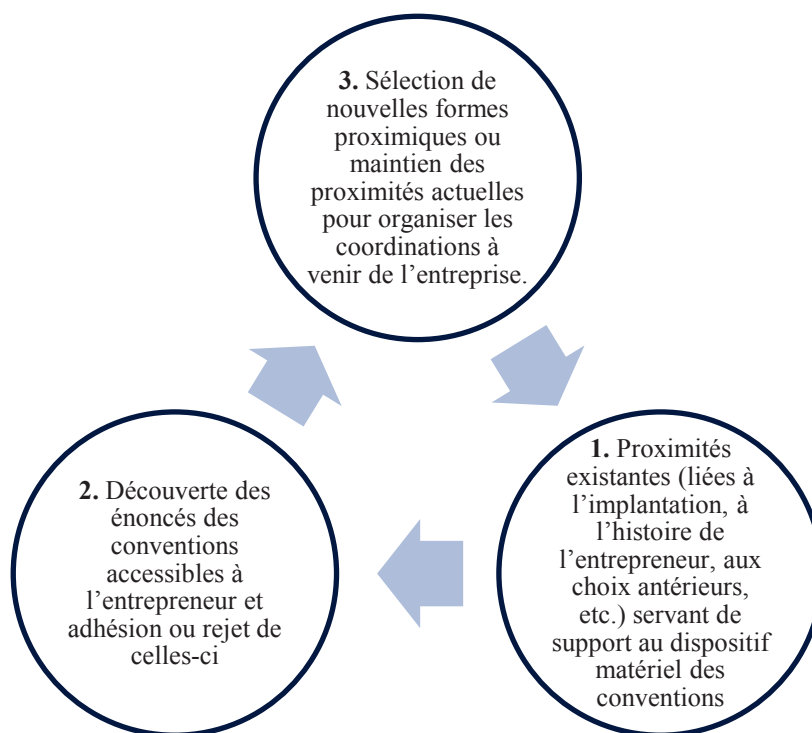 3. Sélection de
nouvelles formes
proximiques ou
maintien des
proximités actuelles
pour organiser les
coordinations à
venir de l’entreprise.
1. Proximités
existantes (liées à
l’implantation, à
l’histoire de
l’entrepreneur, aux
choix antérieurs,
etc.) servant de
support au dispositif
matériel des
conventions
2. Découverte des
énoncés des
conventions
accessibles à
l’entrepreneur et
adhésion ou rejet de
celles-ci